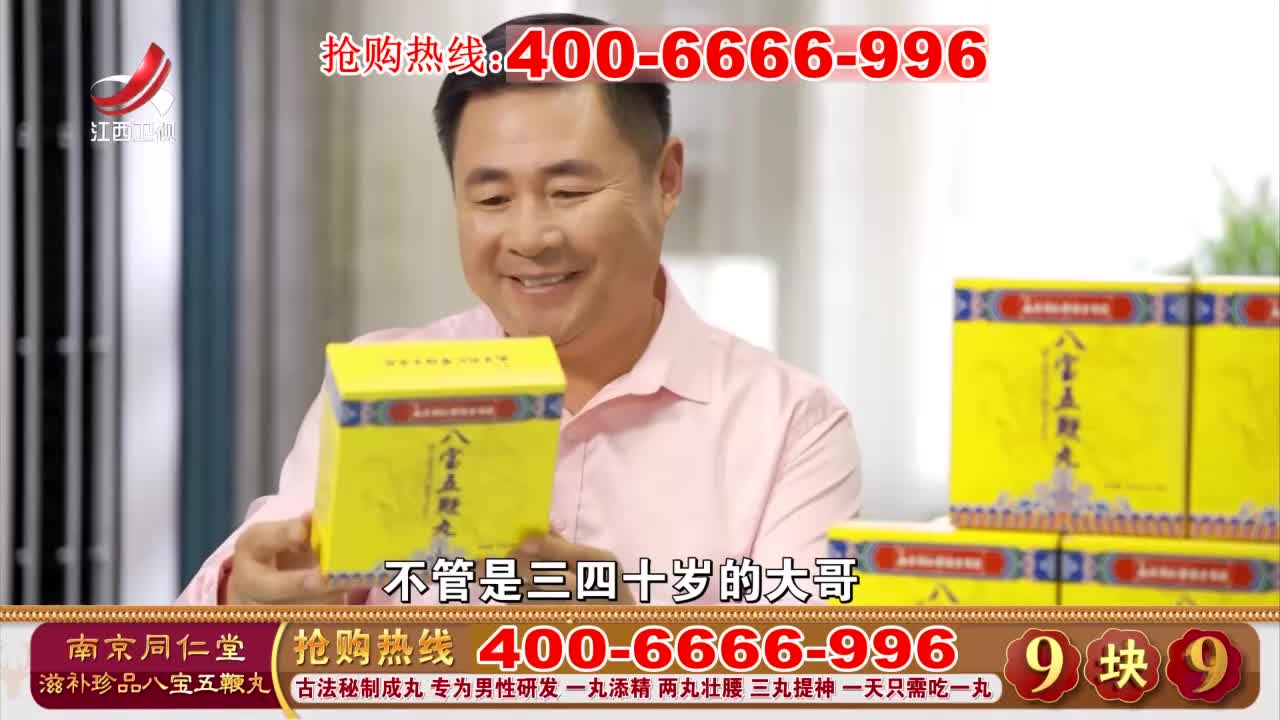 抢购热线:400-6666-996
江西卫视
八宝五鞭丸
八宝五鞭丸
不管是三四十岁的大哥
南京同仁堂
滋补珍品八宝五鞭丸
抢购热线 400-6666-996
古法秘制成丸 专为男性研发 一丸添精 两丸壮腰 三丸提神 一天只需吃一丸
9块9